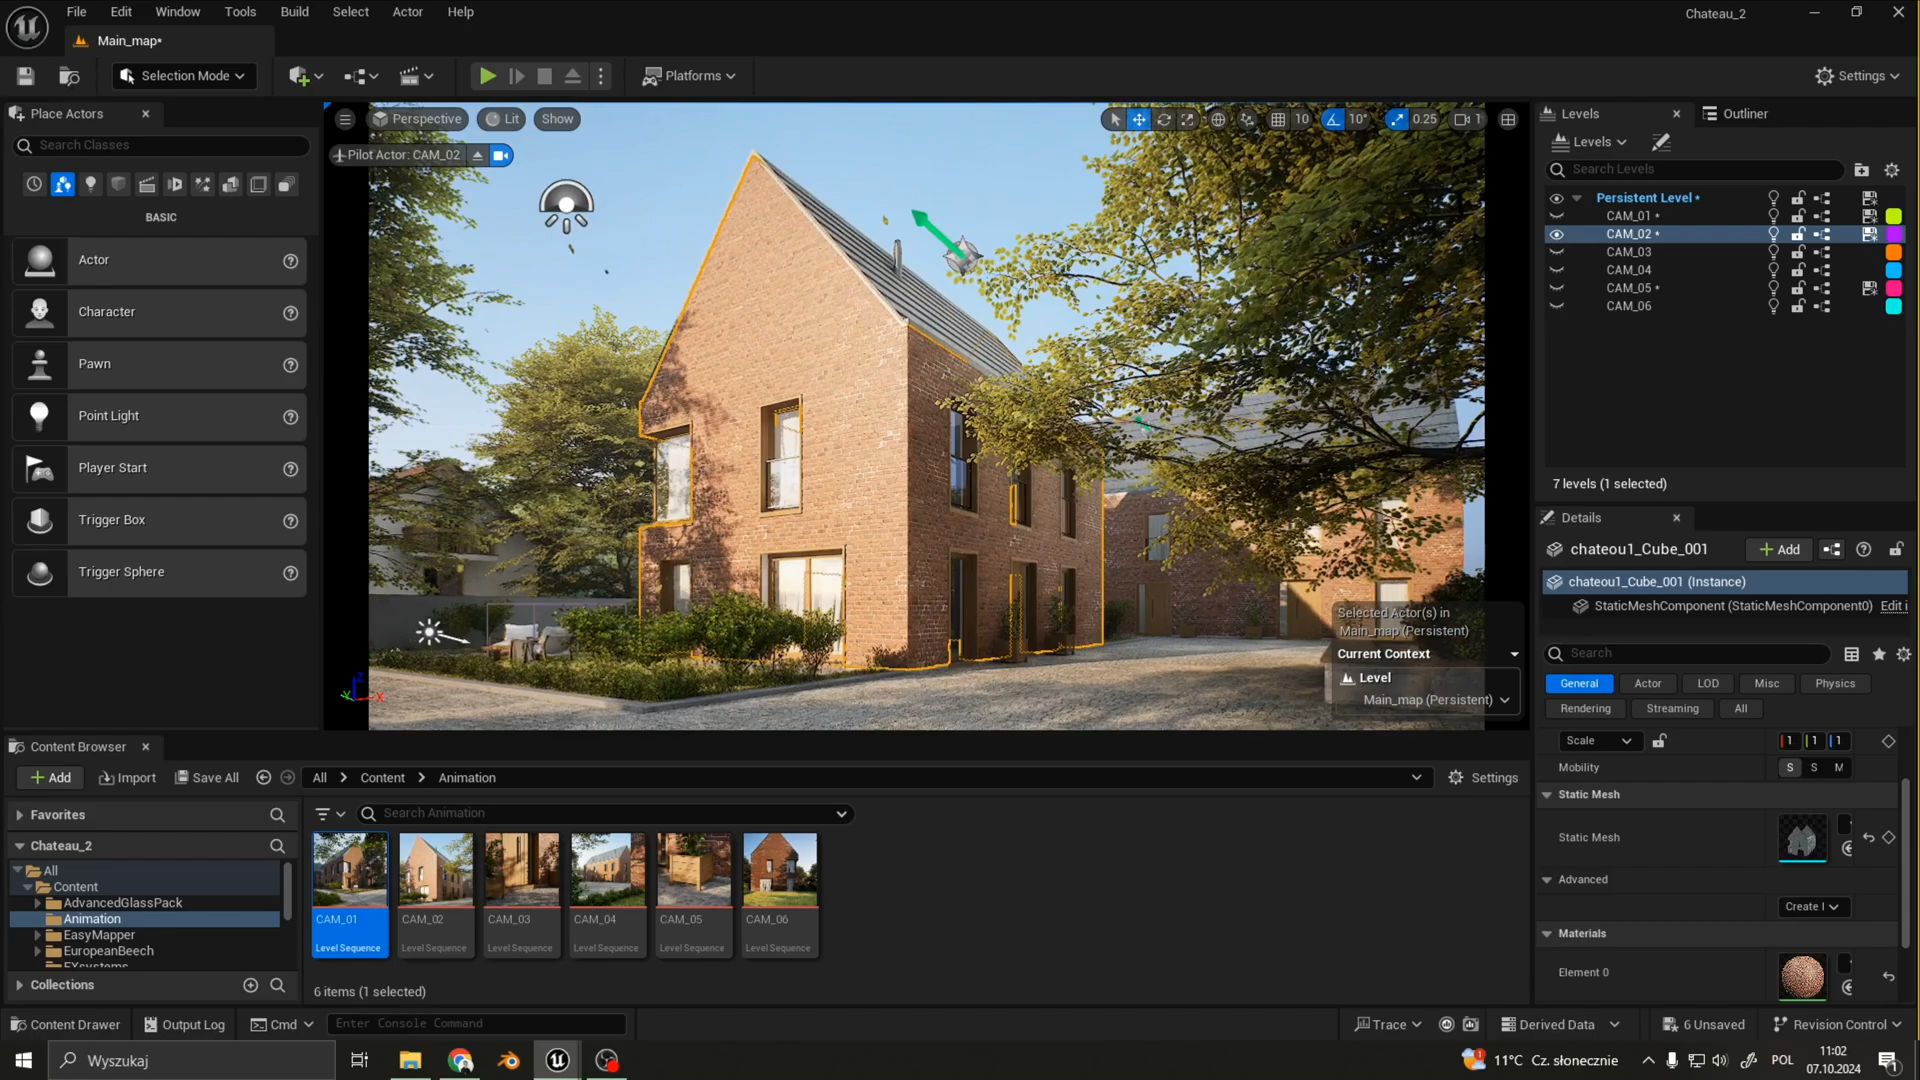 File Edit Window Tools Build Select Actor Help
Chateau_2
Main_map*
Selection Mode
Platforms
Settings
Place Actors
Search Classes
BASIC
Actor
Character
Pawn
Point Light
Player Start
Trigger Box
Trigger Sphere
Perspective Lit Show
10 10° 0.25 1
Pilot Actor: CAM_02
Selected Actor(s) in
Main_map (Persistent)
Current Context
Level
Main_map (Persistent)
Levels Outliner
Levels
Search Levels
Persistent Level *
CAM_01 *
CAM_02 *
CAM_03
CAM_04
CAM_05 *
CAM_06
7 levels (1 selected)
Details
chateou1_Cube_001 Add
chateou1_Cube_001 (Instance)
StaticMeshComponent (StaticMeshComponent0) Edit i
Search
General Actor LOD Misc Physics
Rendering Streaming All
Scale 1 1 1
Mobility S S M
Static Mesh
Static Mesh
Advanced
Create I
Materials
Element 0
Content Browser
Add Import Save All All Content Animation Settings
Favorites
Search Animation
Chateau_2
All
Content
AdvancedGlassPack
Animation
EasyMapper
EuropeanBeech
FXsystems
Collections
CAM_01 CAM_02 CAM_03 CAM_04 CAM_05 CAM_06
Level Sequence Level Sequence Level Sequence Level Sequence Level Sequence Level Sequence
6 items (1 selected)
Content Drawer Output Log Cmd Enter Console Command Trace Derived Data 6 Unsaved Revision Control
Wyszukaj
11°C Cz. słonecznie POL 11:02
07.10.2024